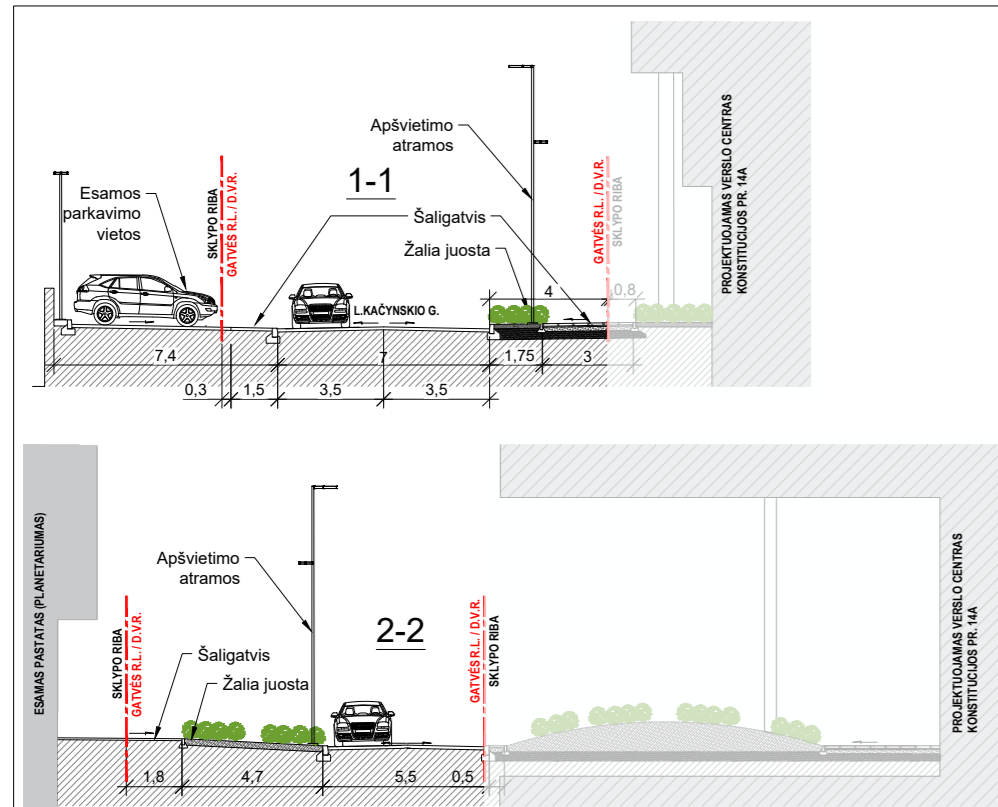 Apšvietimo
atramos
1-1
Esamos
parkavimo
vietos
SKLYPO RIBA
GATVĖS R.L. / D.V.R.
Šaligatvis
Žalia juosta
GATVĖS R.L. / D.V.R.
SKLYPO RIBA
PROJEKTUOJAMAS VERSLO CENTRAS
KONSTITUCIJOS PR. 14A
L.KAČYNSKIO G.
4
0,8
7,4
7
1,75
3
0,3
1,5
3,5
3,5
ESAMAS PASTATAS (PLANETARIUMAS)
Apšvietimo
atramos
2-2
SKLYPO RIBA
GATVĖS R.L. / D.V.R.
Šaligatvis
Žalia juosta
GATVĖS R.L. / D.V.R.
SKLYPO RIBA
PROJEKTUOJAMAS VERSLO CENTRAS
KONSTITUCIJOS PR. 14A
1,8
4,7
5,5
0,5